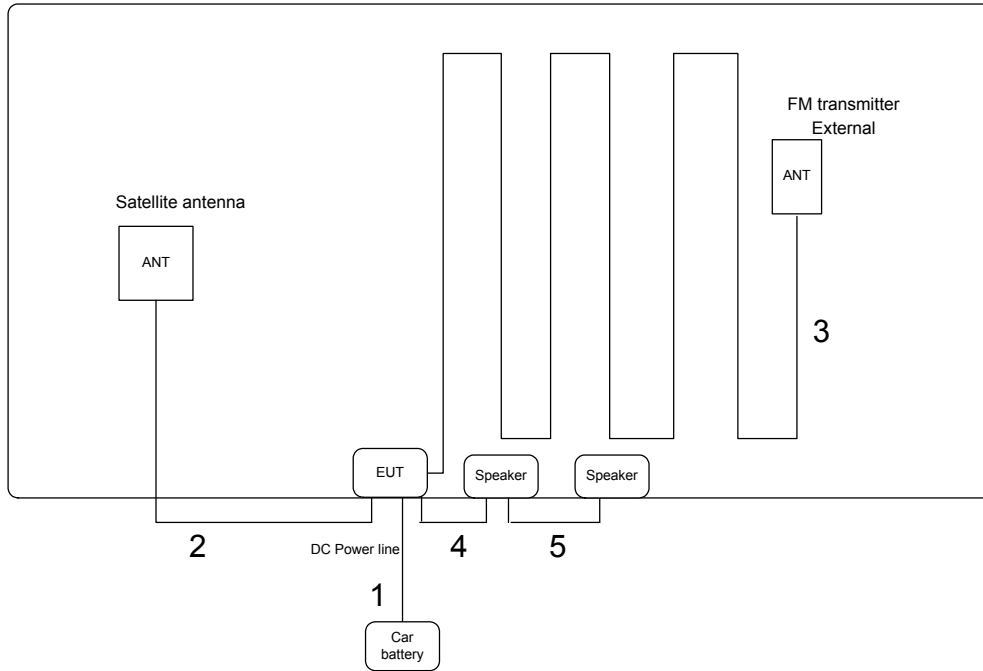 FM transmitter
External
ANT
Satellite antenna
ANT
3
EUT
Speaker
Speaker
2
DC Power line
4
5
1
Car
battery